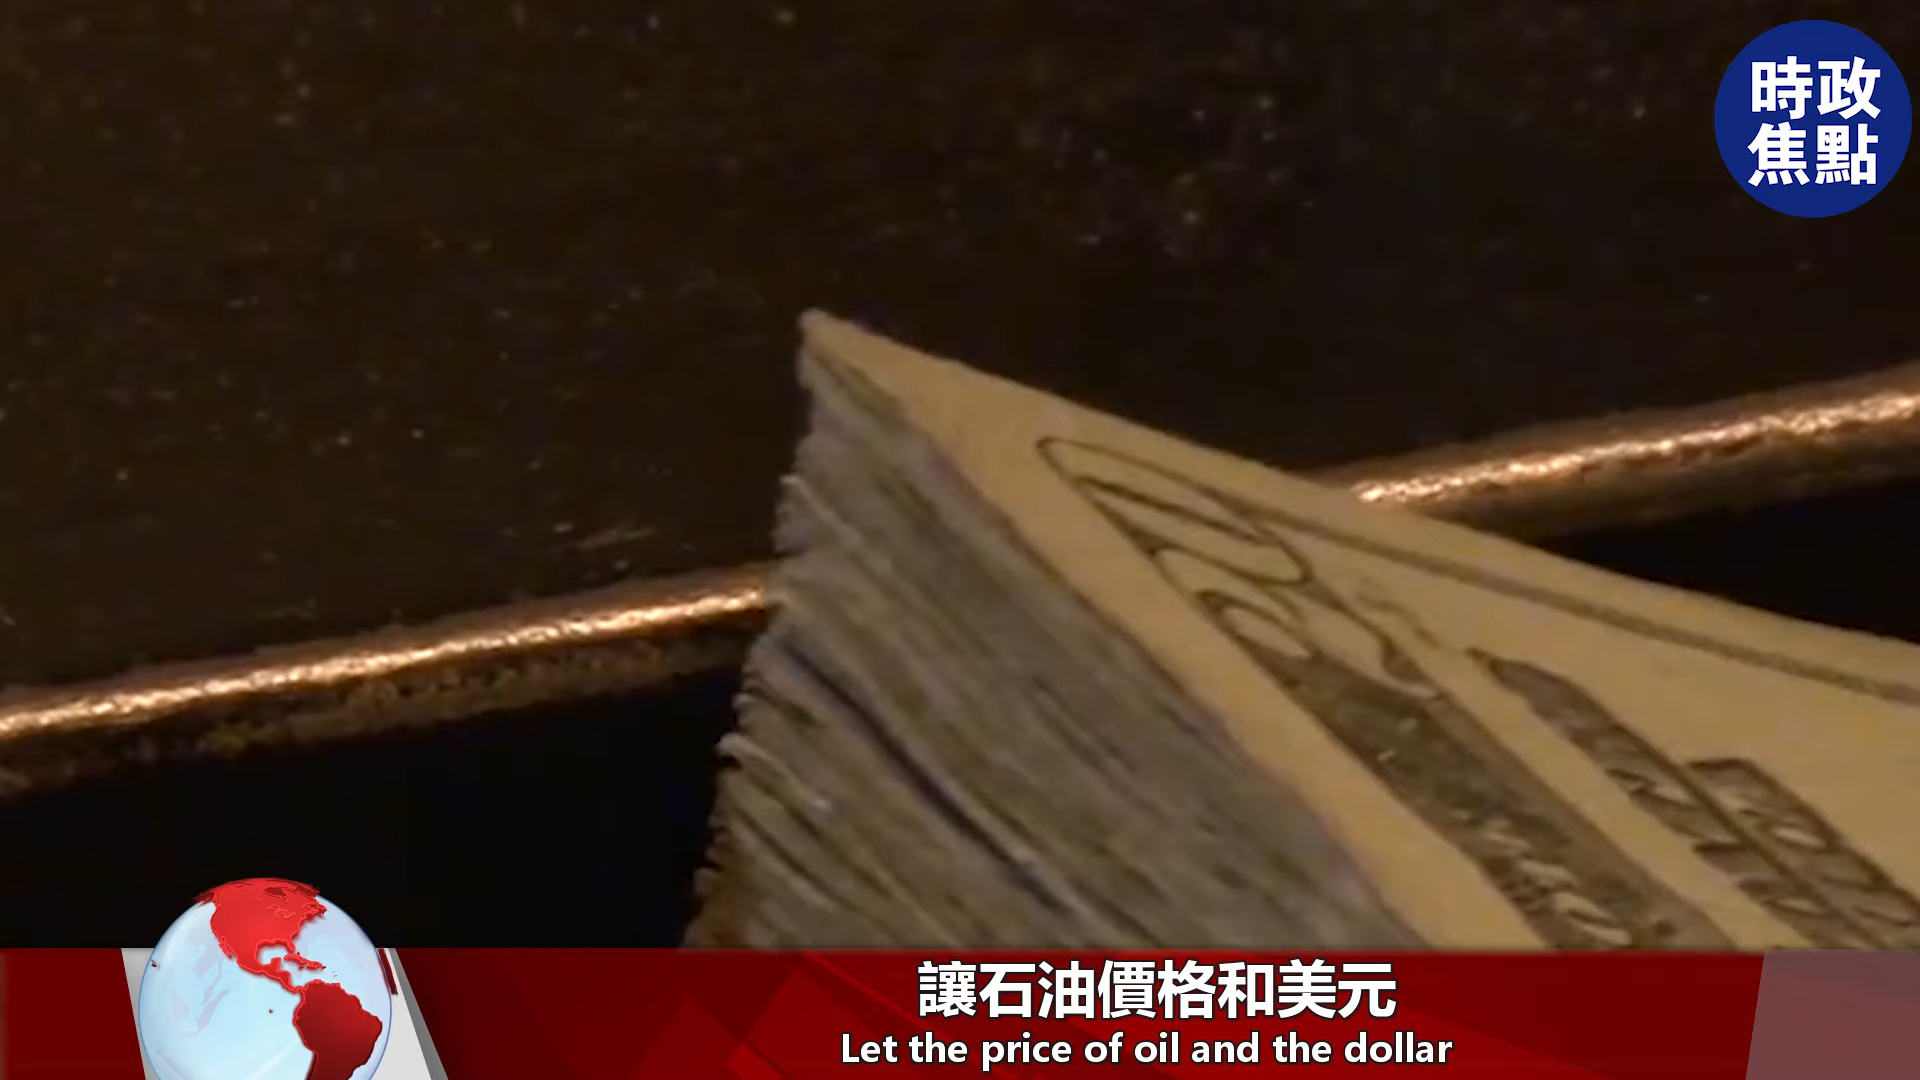 時政
焦點
讓石油價格和美元
Let the price of oil and the dollar